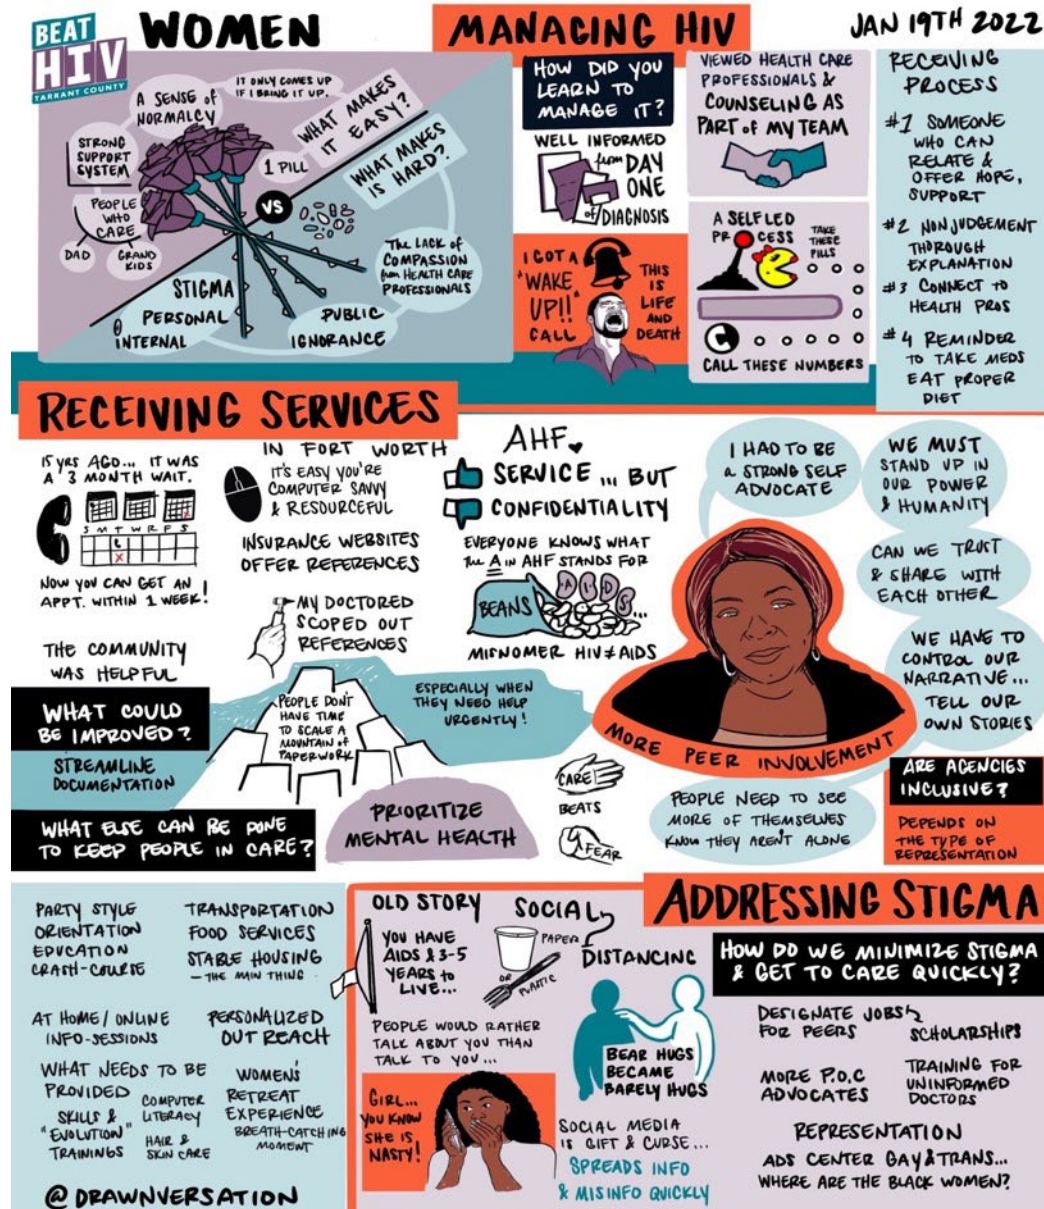 BEAT
HIV
TARRANT COUNTY
WOMEN
A SENSE of
NORMALCY
IT ONLY COMES UP
IF I BRING IT UP.
STRONG
SUPPORT
SYSTEM
PEOPLE
WHO
CARE
DAD
GRAND
KIDS
1 PILL
WHAT MAKES
IT EASY?
VS
WHAT MAKES
IS HARD?
THE LACK of
COMPASSION
from HEALTH CARE
PROFESSIONALS
STIGMA
PERSONAL
@ INTERNAL
PUBLIC
IGNORANCE
MANAGING HIV
JAN 19TH 2022
HOW DID YOU
LEARN TO
MANAGE IT?
WELL INFORMED
from DAY
ONE
of DIAGNOSIS
I GOT A
"WAKE
UP!!"
CALL
THIS
IS
LIFE
AND
DEATH
VIEWED HEALTH CARE
PROFESSIONALS &
COUNSELING AS
PART of MY TEAM
A SELF LED
PROCESS
TAKE
THESE
PILLS
CALL THESE NUMBERS
RECEIVING
PROCESS
#1 SOMEONE
WHO CAN
RELATE &
OFFER HOPE,
SUPPORT
#2 NON JUDGEMENT
THOROUGH
EXPLANATION
#3 CONNECT TO
HEALTH PROS
#4 REMINDER
TO TAKE MEDS
EAT PROPER
DIET
RECEIVING SERVICES
15 YRS AGO... IT WAS
A 3 MONTH WAIT.
S M T W R F S
NOW YOU CAN GET AN
APPT. WITHIN 1 WEEK!
THE COMMUNITY
WAS HELPFUL
IN FORT WORTH
IT'S EASY YOU'RE
COMPUTER SAVVY
& RESOURCEFUL
INSURANCE WEBSITES
OFFER REFERENCES
MY DOCTORED
SCOPED OUT
REFERENCES
AHF
SERVICE ... BUT
CONFIDENTIALITY
EVERYONE KNOWS WHAT
the A IN AHF STANDS FOR
BEANS
A I D S ...
MISNOMER HIV≠AIDS
I HAD TO BE
a STRONG SELF
ADVOCATE
WE MUST
STAND UP IN
OUR POWER
& HUMANITY
CAN WE TRUST
& SHARE WITH
EACH OTHER
WE HAVE TO
CONTROL OUR
NARRATIVE...
TELL OUR
OWN STORIES
MORE PEER INVOLVEMENT
WHAT COULD
BE IMPROVED?
STREAMLINE
DOCUMENTATION
PEOPLE DON'T
HAVE TIME
TO SCALE A
MOUNTAIN of
PAPERWORK
ESPECIALLY WHEN
THEY NEED HELP
URGENTLY!
WHAT ELSE CAN BE DONE
TO KEEP PEOPLE IN CARE?
PRIORITIZE
MENTAL HEALTH
CARE
BEATS
FEAR
PEOPLE NEED TO SEE
MORE OF THEMSELVES
KNOW THEY AREN'T ALONE
ARE AGENCIES
INCLUSIVE?
DEPENDS ON
THE TYPE OF
REPRESENTATION
PARTY STYLE
ORIENTATION
EDUCATION
CRASH-COURSE
TRANSPORTATION
FOOD SERVICES
STABLE HOUSING
- THE MAIN THING
AT HOME/ONLINE
INFO-SESSIONS
PERSONALIZED
OUT REACH
WHAT NEEDS TO BE
PROVIDED
SKILLS &
"EVOLUTION"
TRAININGS
COMPUTER
LITERACY
HAIR &
SKIN CARE
WOMEN'S
RETREAT
EXPERIENCE
BREATH-CATCHING
MOMENT
@DRAWNVERSATION
ADDRESSING STIGMA
OLD STORY
YOU HAVE
AIDS & 3-5
YEARS to
LIVE...
SOCIAL
DISTANCING
PAPER
OR
PLASTIC
PEOPLE WOULD RATHER
TALK ABOUT YOU THAN
TALK TO YOU...
GIRL...
YOU KNOW
SHE IS
NASTY!
BEAR HUGS
BECAME
BARELY HUGS
SOCIAL MEDIA
IS GIFT & CURSE...
SPREADS INFO
& MISINFO QUICKLY
HOW DO WE MINIMIZE STIGMA
& GET TO CARE QUICKLY?
DESIGNATE JOBS
FOR PEERS
SCHOLARSHIPS
MORE P.O.C
ADVOCATES
TRAINING FOR
UNINFORMED
DOCTORS
REPRESENTATION
ADS CENTER GAY & TRANS...
WHERE ARE THE BLACK WOMEN?